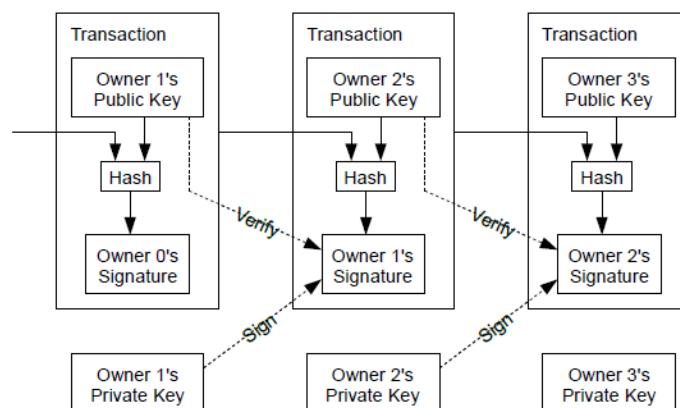 Transaction
Transaction
Transaction
Owner 1's
Public Key
Owner 2's
Public Key
Owner 3's
Public Key
Hash
Hash
Hash
Verify
Verify
Owner 0's
Signature
Owner 1's
Signature
Owner 2's
Signature
Sign
Sign
Owner 1's
Private Key
Owner 2's
Private Key
Owner 3's
Private Key